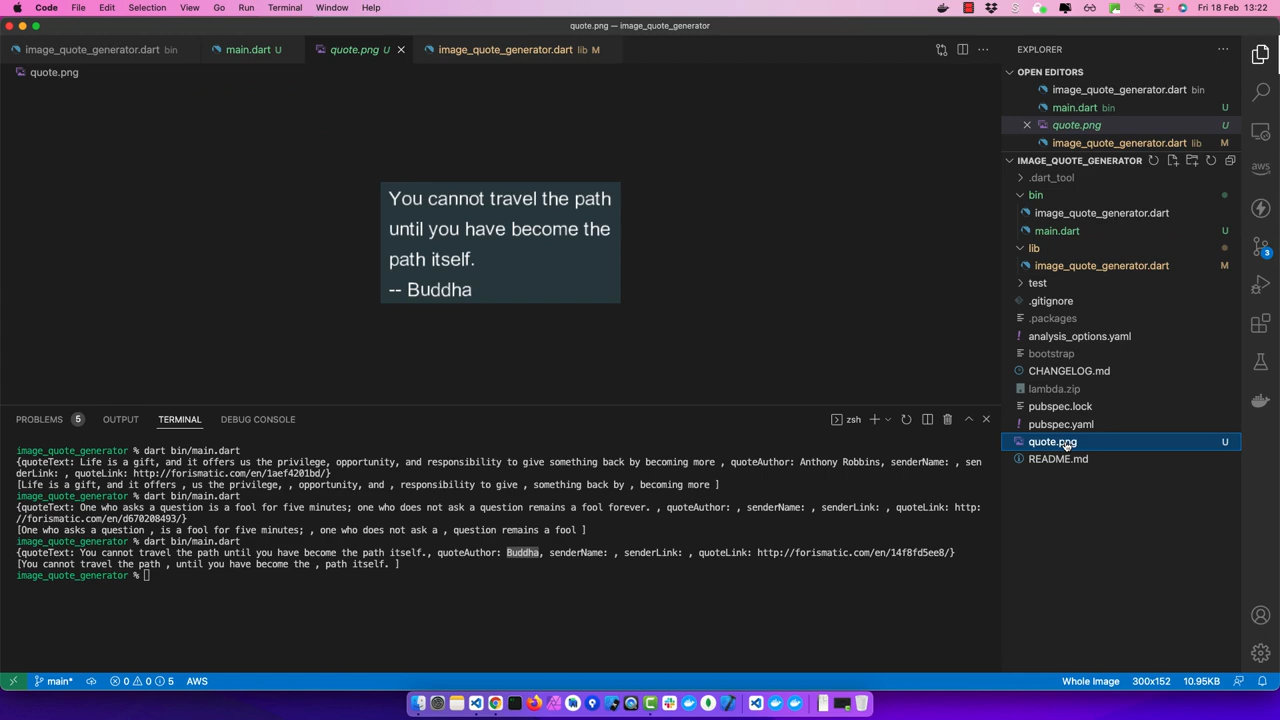 Code File Edit Selection View Go Run Terminal Window Help
Fri 18 Feb 13:22
quote.png — image_quote_generator
image_quote_generator.dart bin
main.dart U
quote.png U
image_quote_generator.dart lib M
quote.png
You cannot travel the path
until you have become the
path itself.
-- Buddha
PROBLEMS 5 OUTPUT TERMINAL DEBUG CONSOLE
zsh
image_quote_generator % dart bin/main.dart
{quoteText: Life is a gift, and it offers us the privilege, opportunity, and responsibility to give something back by becoming more , quoteAuthor: Anthony Robbins, senderName: , sen
derLink: , quoteLink: http://forismatic.com/en/1aef4201bd/}
[Life is a gift, and it offers , us the privilege, , opportunity, and , responsibility to give , something back by , becoming more ]
image_quote_generator % dart bin/main.dart
{quoteText: One who asks a question is a fool for five minutes; one who does not ask a question remains a fool forever. , quoteAuthor: , senderName: , senderLink: , quoteLink: http:
//forismatic.com/en/d670208493/}
[One who asks a question , is a fool for five minutes; , one who does not ask a , question remains a fool ]
image_quote_generator % dart bin/main.dart
{quoteText: You cannot travel the path until you have become the path itself., quoteAuthor: Buddha, senderName: , senderLink: , quoteLink: http://forismatic.com/en/14f8fd5ee8/}
[You cannot travel the path , until you have become the , path itself. ]
image_quote_generator %
EXPLORER
OPEN EDITORS
image_quote_generator.dart bin
main.dart bin U
quote.png U
image_quote_generator.dart lib M
IMAGE_QUOTE_GENERATOR
.dart_tool
bin
image_quote_generator.dart
main.dart U
lib
image_quote_generator.dart M
test
.gitignore
.packages
analysis_options.yaml
bootstrap
CHANGELOG.md
lambda.zip
pubspec.lock
pubspec.yaml
quote.png U
README.md
aws
3
main* 0 0 5 AWS
Whole Image 300x152 10.95KB